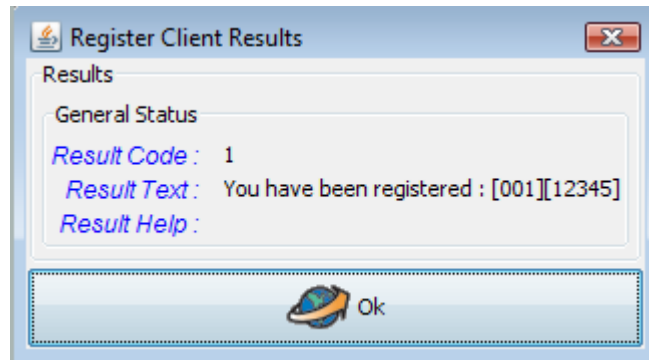 Register Client Results
Results
General Status
Result Code : 1
Result Text : You have been registered : [001][12345]
Result Help :
Ok